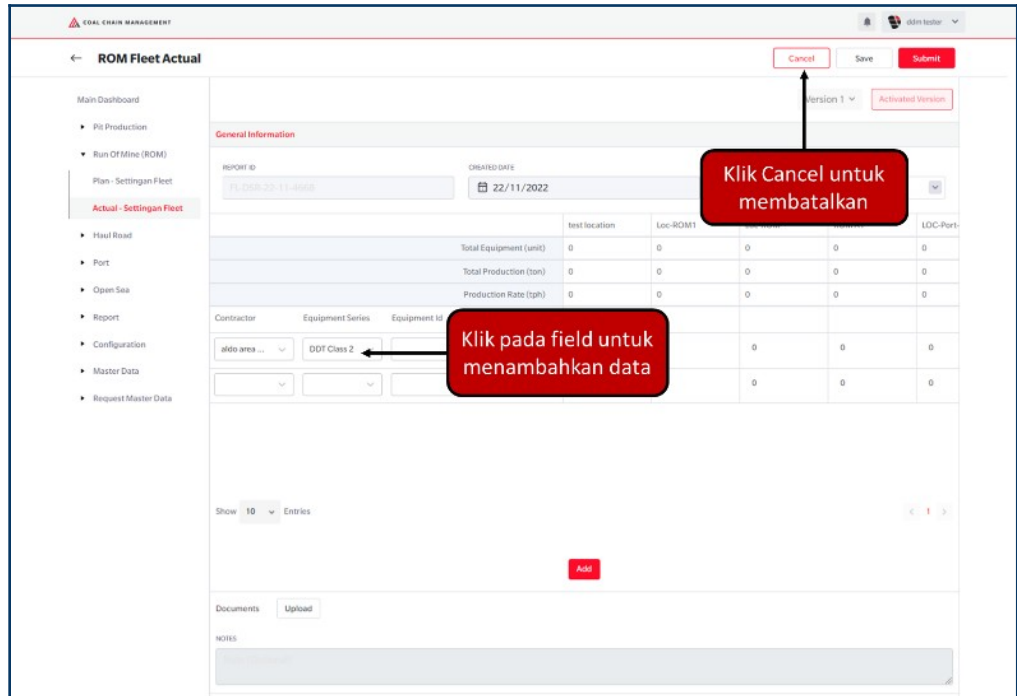 COAL CHAIN MANAGEMENT
ddm tester
ROM Fleet Actual
Cancel
Save
Submit
Main Dashboard
Pit Production
Run Of Mine (ROM)
Plan - Settingan Fleet
Actual - Settingan Fleet
Haul Road
Port
Open Sea
Report
Configuration
Master Data
Request Master Data
Version 1
Activated Version
General Information
REPORT ID
CREATED DATE
22/11/2022
Klik Cancel untuk
membatalkan
test location
Loc-ROM1
LOC-Port-
Total Equipment (unit)
0
0
0
0
0
Total Production (ton)
0
0
0
0
0
Production Rate (tph)
0
0
0
0
0
Contractor
Equipment Series
Equipment Id
Klik pada field untuk
menambahkan data
aldo area ...
DDT Class 2
0
0
0
0
0
0
Show 10 Entries
< 1 >
Add
Documents
Upload
NOTES